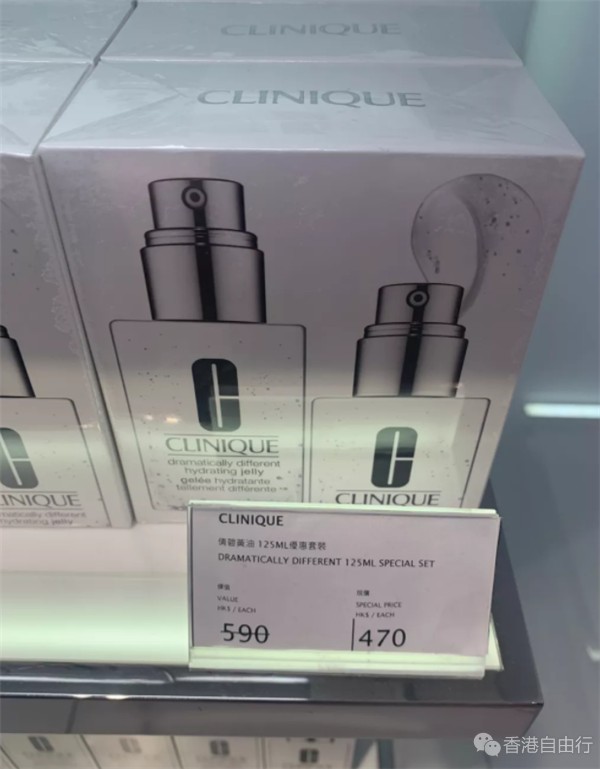 CLINIQUE
CLINIQUE
CLINIQUE
dramatically different
hydrating jelly
gelée hydratante
tellement différente™
CLINIQUE
INIQUE
CLINIQUE
倩碧黃油 125ML優惠套裝
DRAMATICALLY DIFFERENT 125ML SPECIAL SET
VALUE
HK$ / EACH
590
SPECIAL PRICE
HK$ / EACH
470
香港自由行